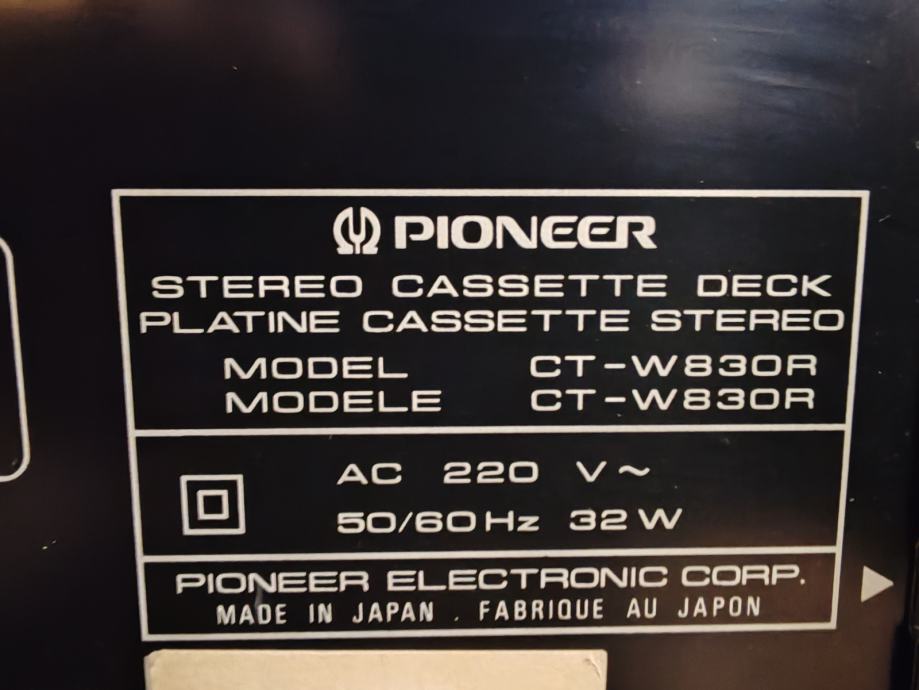 PIONEER
STEREO CASSETTE DECK
PLATINE CASSETTE STEREO
MODEL CT-W830R
MODELE CT-W830R
AC 220 V~
50/60Hz 32W
PIONEER ELECTRONIC CORP.
MADE IN JAPAN . FABRIQUE AU JAPON